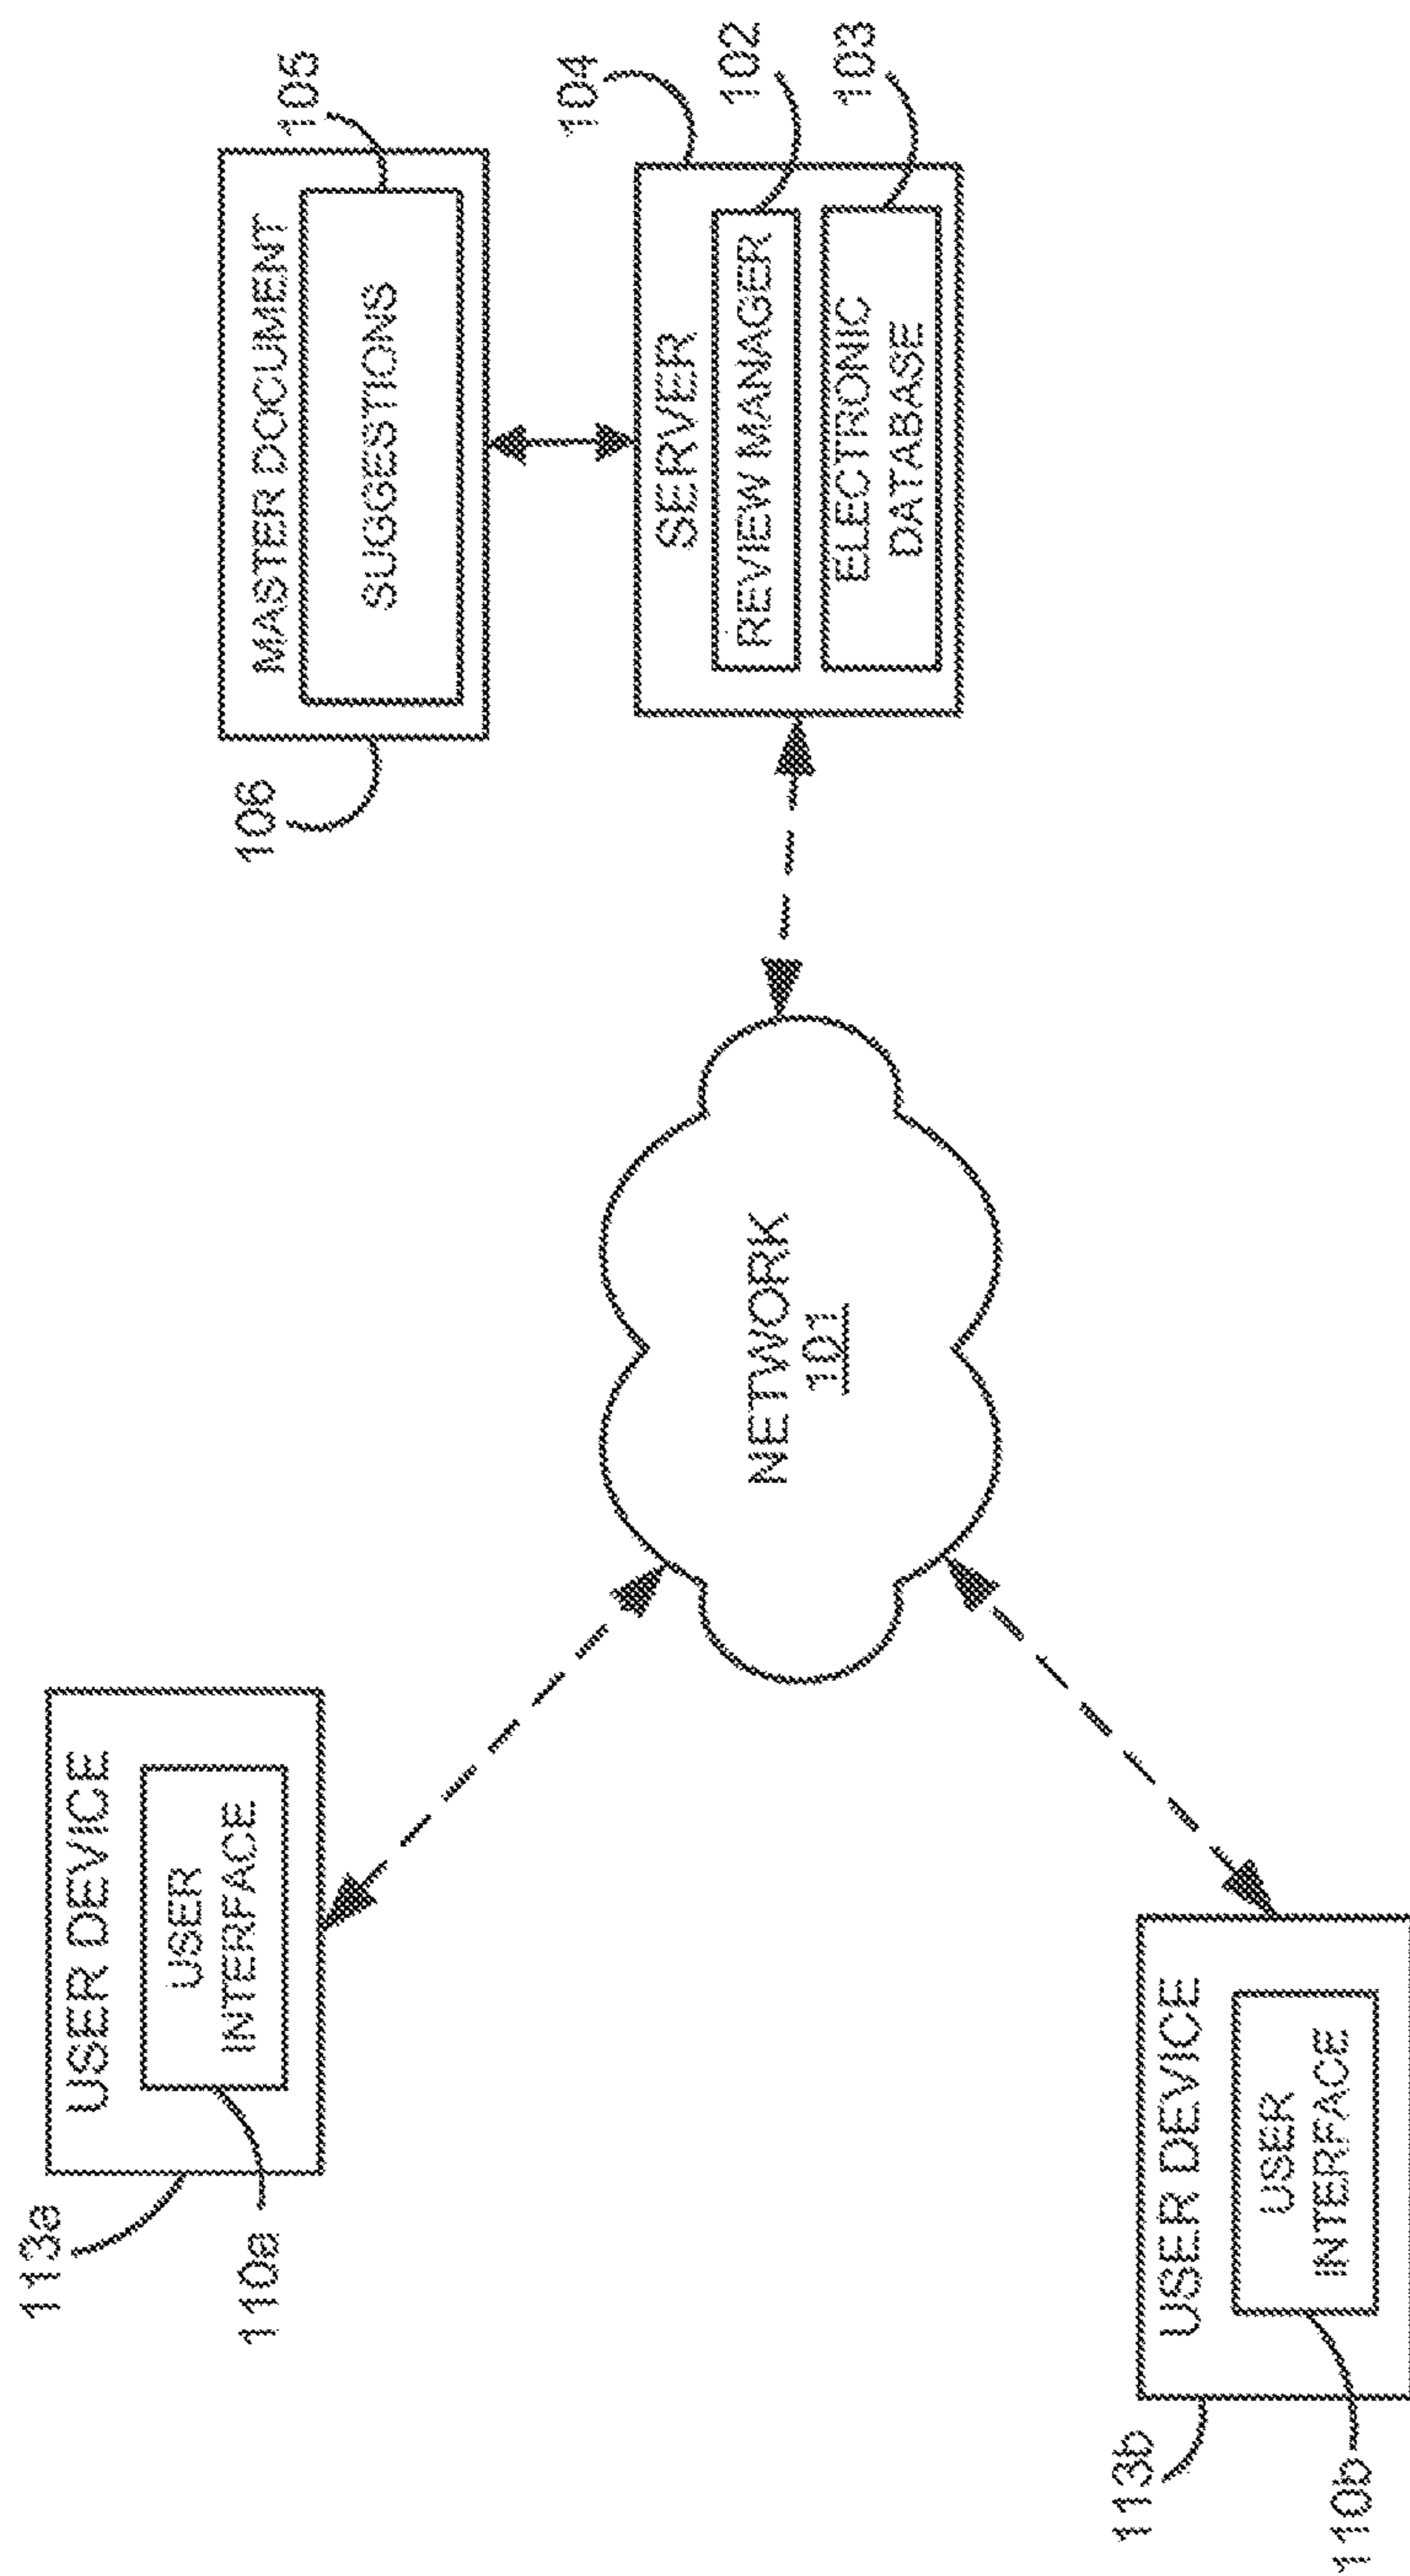 113a
USER DEVICE
USER
INTERFACE
110a
106
MASTER DOCUMENT
SUGGESTIONS
105
NETWORK
101
104
SERVER
REVIEW MANAGER
102
ELECTRONIC
DATABASE
103
113b
USER DEVICE
USER
INTERFACE
110b